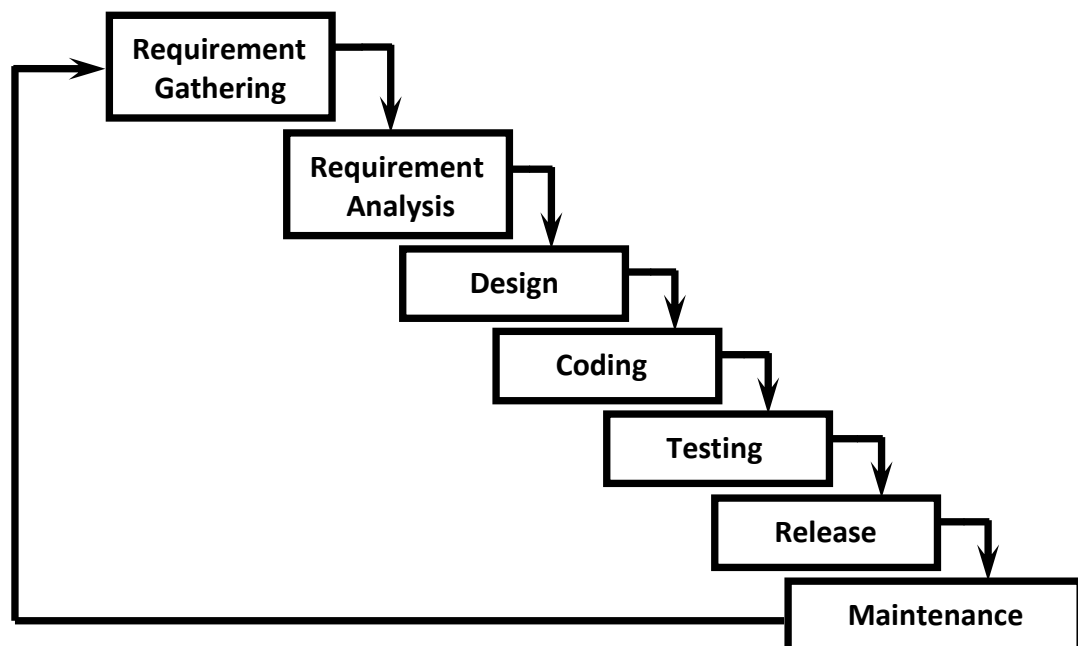 Requirement
Gathering
Requirement
Analysis
Design
Coding
Testing
Release
Maintenance